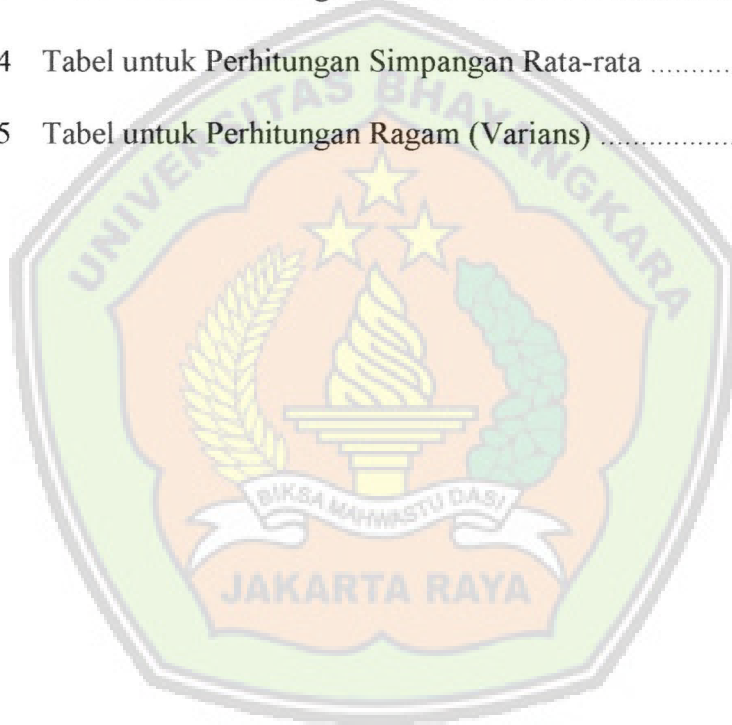 4 Tabel untuk Perhitungan Simpangan Rata-rata ...........
5 Tabel untuk Perhitungan Ragam (Varians) .................
UNIVERSITAS BHAYANGKARA
BIKSA MAHWASTU DASI
JAKARTA RAYA